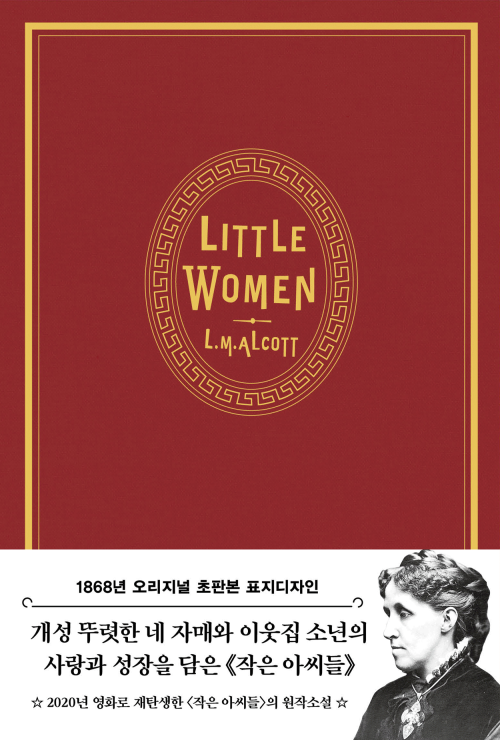 LITTLE
WOMEN
L.M.ALCOTT
1868년 오리지널 초판본 표지디자인
개성 뚜렷한 네 자매와 이웃집 소년의
사랑과 성장을 담은 《작은 아씨들》
☆ 2020년 영화로 재탄생한 〈작은 아씨들〉의 원작소설 ☆